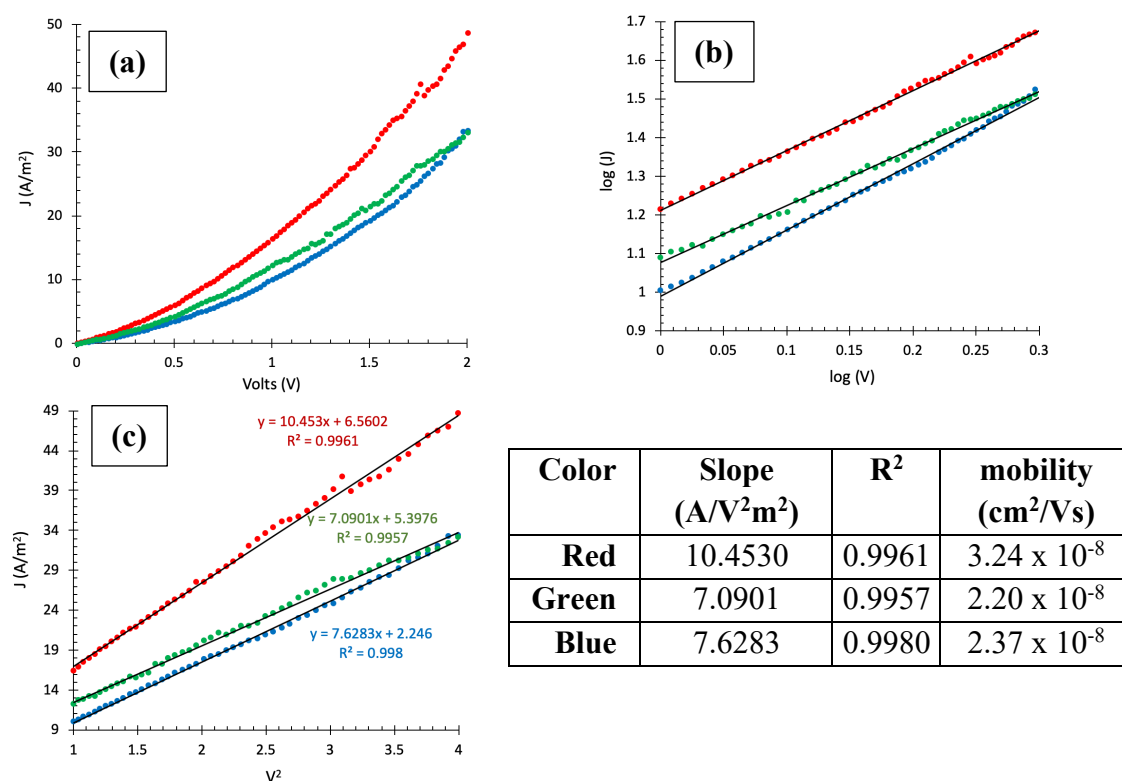 (a)
50
40
30
20
10
0
J (A/m²)
0 0.5 1 1.5 2
Volts (V)
(b)
1.7
1.6
1.5
1.4
1.3
1.2
1.1
1
0.9
log (J)
0 0.05 0.1 0.15 0.2 0.25 0.3
log (V)
(c)
49
44
39
34
29
24
19
14
9
J (A/m²)
y = 10.453x + 6.5602
R² = 0.9961
y = 7.0901x + 5.3976
R² = 0.9957
y = 7.6283x + 2.246
R² = 0.998
1 1.5 2 2.5 3 3.5 4
V²
Color Slope (A/V²m²) R² mobility (cm²/Vs)
Red 10.4530 0.9961 3.24 x 10⁻⁸
Green 7.0901 0.9957 2.20 x 10⁻⁸
Blue 7.6283 0.9980 2.37 x 10⁻⁸